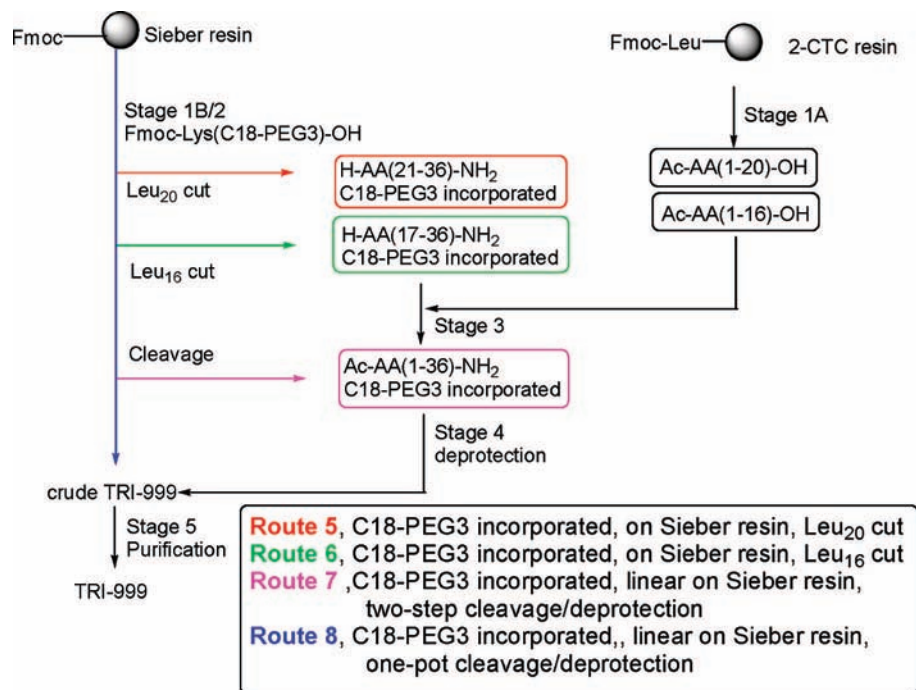 Fmoc
Sieber resin
Fmoc-Leu
2-CTC resin
Stage 1B/2
Fmoc-Lys(C18-PEG3)-OH
Stage 1A
Leu20 cut
H-AA(21-36)-NH2
C18-PEG3 incorporated
Ac-AA(1-20)-OH
Ac-AA(1-16)-OH
Leu16 cut
H-AA(17-36)-NH2
C18-PEG3 incorporated
Stage 3
Cleavage
Ac-AA(1-36)-NH2
C18-PEG3 incorporated
Stage 4
deprotection
crude TRI-999
Stage 5
Purification
TRI-999
Route 5, C18-PEG3 incorporated, on Sieber resin, Leu20 cut
Route 6, C18-PEG3 incorporated, on Sieber resin, Leu16 cut
Route 7 ,C18-PEG3 incorporated, linear on Sieber resin,
two-step cleavage/deprotection
Route 8, C18-PEG3 incorporated,, linear on Sieber resin,
one-pot cleavage/deprotection